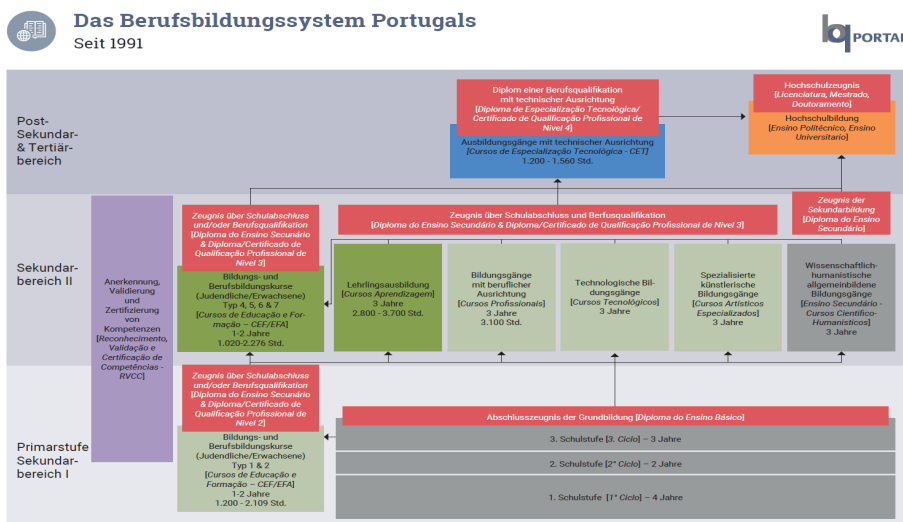 Das Berufsbildungssystem Portugals
Seit 1991
bq PORTAL
Post-
Sekundar-
& Tertiär-
bereich
Diplom einer Berufsqualifikation
mit technischer Ausrichtung
[Diploma de Especialização Tecnológica/
Certificado de Qualificação Profissional de
Nivel 4]
Ausbildungsgänge mit technischer Ausrichtung
[Cursos de Especialização Tecnológica - CET]
1.200 - 1.560 Std.
Hochschulzeugnis
[Licenciatura, Mestrado,
Doutoramento]
Hochschulbildung
[Ensino Politécnico, Ensino
Universitario]
Sekundar-
bereich II
Anerkennung,
Validierung
und
Zertifizierung
von
Kompetenzen
[Reconhecimento,
Validação e
Certificação de
Competências -
RVCC]
Zeugnis über Schulabschluss
und/oder Berufsqualifikation
[Diploma do Ensino Secundário
& Diploma/Certificado de
Qualificação Profissional de
Nivel 3]
Bildungs- und
Berufsbildungskurse
(Judendliche/Erwachsene)
Typ 4, 5, 6 & 7
[Cursos de Educação e For-
mação – CEF/EFA]
1-2 Jahre
1.020-2.276 Std.
Zeugnis über Schulabschluss und Berfusqualifikation
[Diploma do Ensino Secundário & Diploma/Certificado de Qualificação Profissional de Nivel 3]
Lehrlingsausbildung
[Cursos Aprendizagem]
3 Jahre
2.800 - 3.700 Std.
Bildungsgänge
mit beruflicher
Ausrichtung
[Cursos Profissionais]
3 Jahre
3.100 Std.
Technologische Bil-
dungsgänge
[Cursos Tecnológicos]
3 Jahre
Spezialisierte
künstlerische
Bildungsgänge
[Cursos Artísticos
Especializados]
3 Jahre
Zeugnis der
Sekundarbildung
[Diploma do Ensino
Secundário]
Wissenschaftlich-
humanistische
allgemeinbildene
Bildungsgänge
[Ensino Secundário -
Cursos Cientifico-
Humanisticos]
3 Jahre
Primarstufe
Sekundar-
bereich I
Zeugnis über Schulabschluss
und/oder Berufsqualifikation
[Diploma do Ensino Secundário
& Diploma/Certificado de
Qualificação Profissional de
Nivel 2]
Bildungs- und
Berufsbildungskurse
(Judendliche/Erwachsene)
Typ 1 & 2
[Cursos de Educação e
Formação – CEF/EFA]
1-2 Jahre
1.200 - 2.109 Std.
Abschlusszeugnis der Grundbildung [Diploma do Ensino Básico]
3. Schulstufe [3. Ciclo] – 3 Jahre
2. Schulstufe [2° Ciclo] – 2 Jahre
1. Schulstufe [1° Ciclo] – 4 Jahre